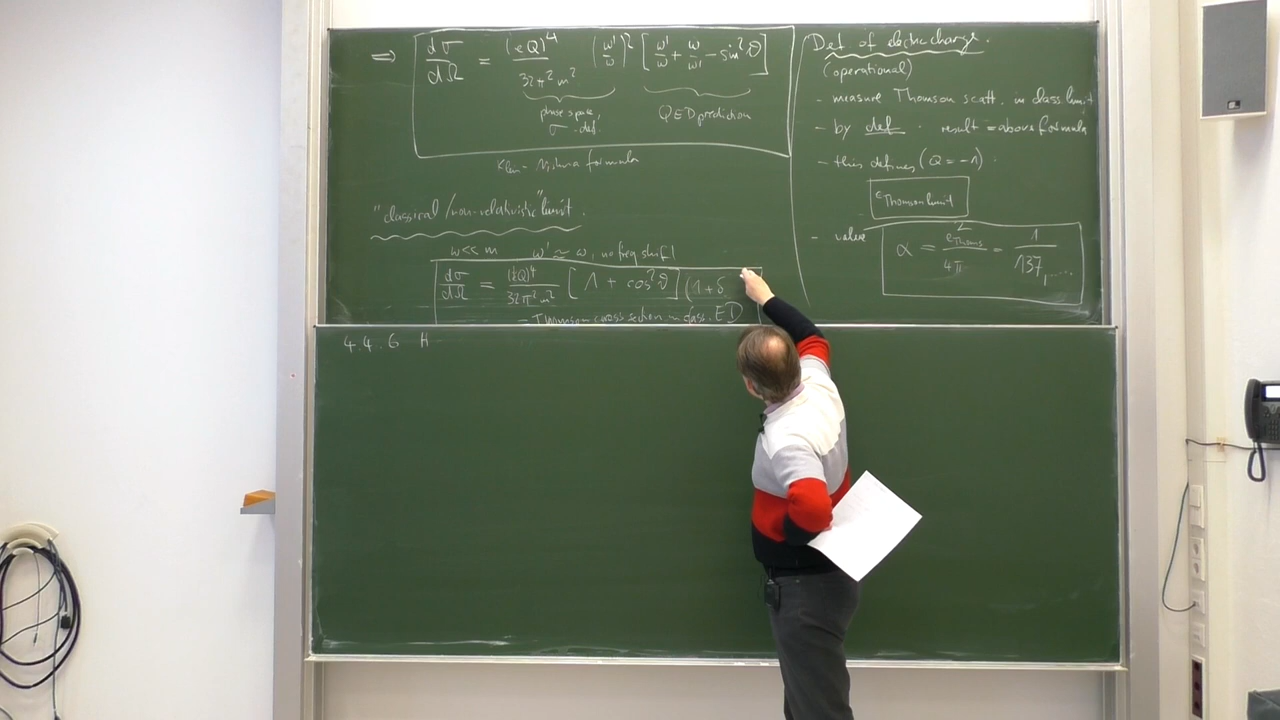 ⇒ dσ/dΩ = (eQ)⁴/32π²m² (ω'/ω)² [ω'/ω + ω/ω' − sin²ϑ]
phase space, σ-def.
QED prediction
Klein-Nishina formula
"classical/non-relativistic" limit.
ω << m ω' ≈ ω, no freq shift
dσ/dΩ = (eQ)⁴/32π²m² [1 + cos²ϑ] (1+δ
= Thomson cross section in class. ED
Def of electr. charge.
(operational)
- measure Thomson scatt. in class. limit
- by def. result = above formula
- this defines (Q = −1)
e Thomson limit
- value α = e²Thoms/4π = 1/137,....
4.4.6 H